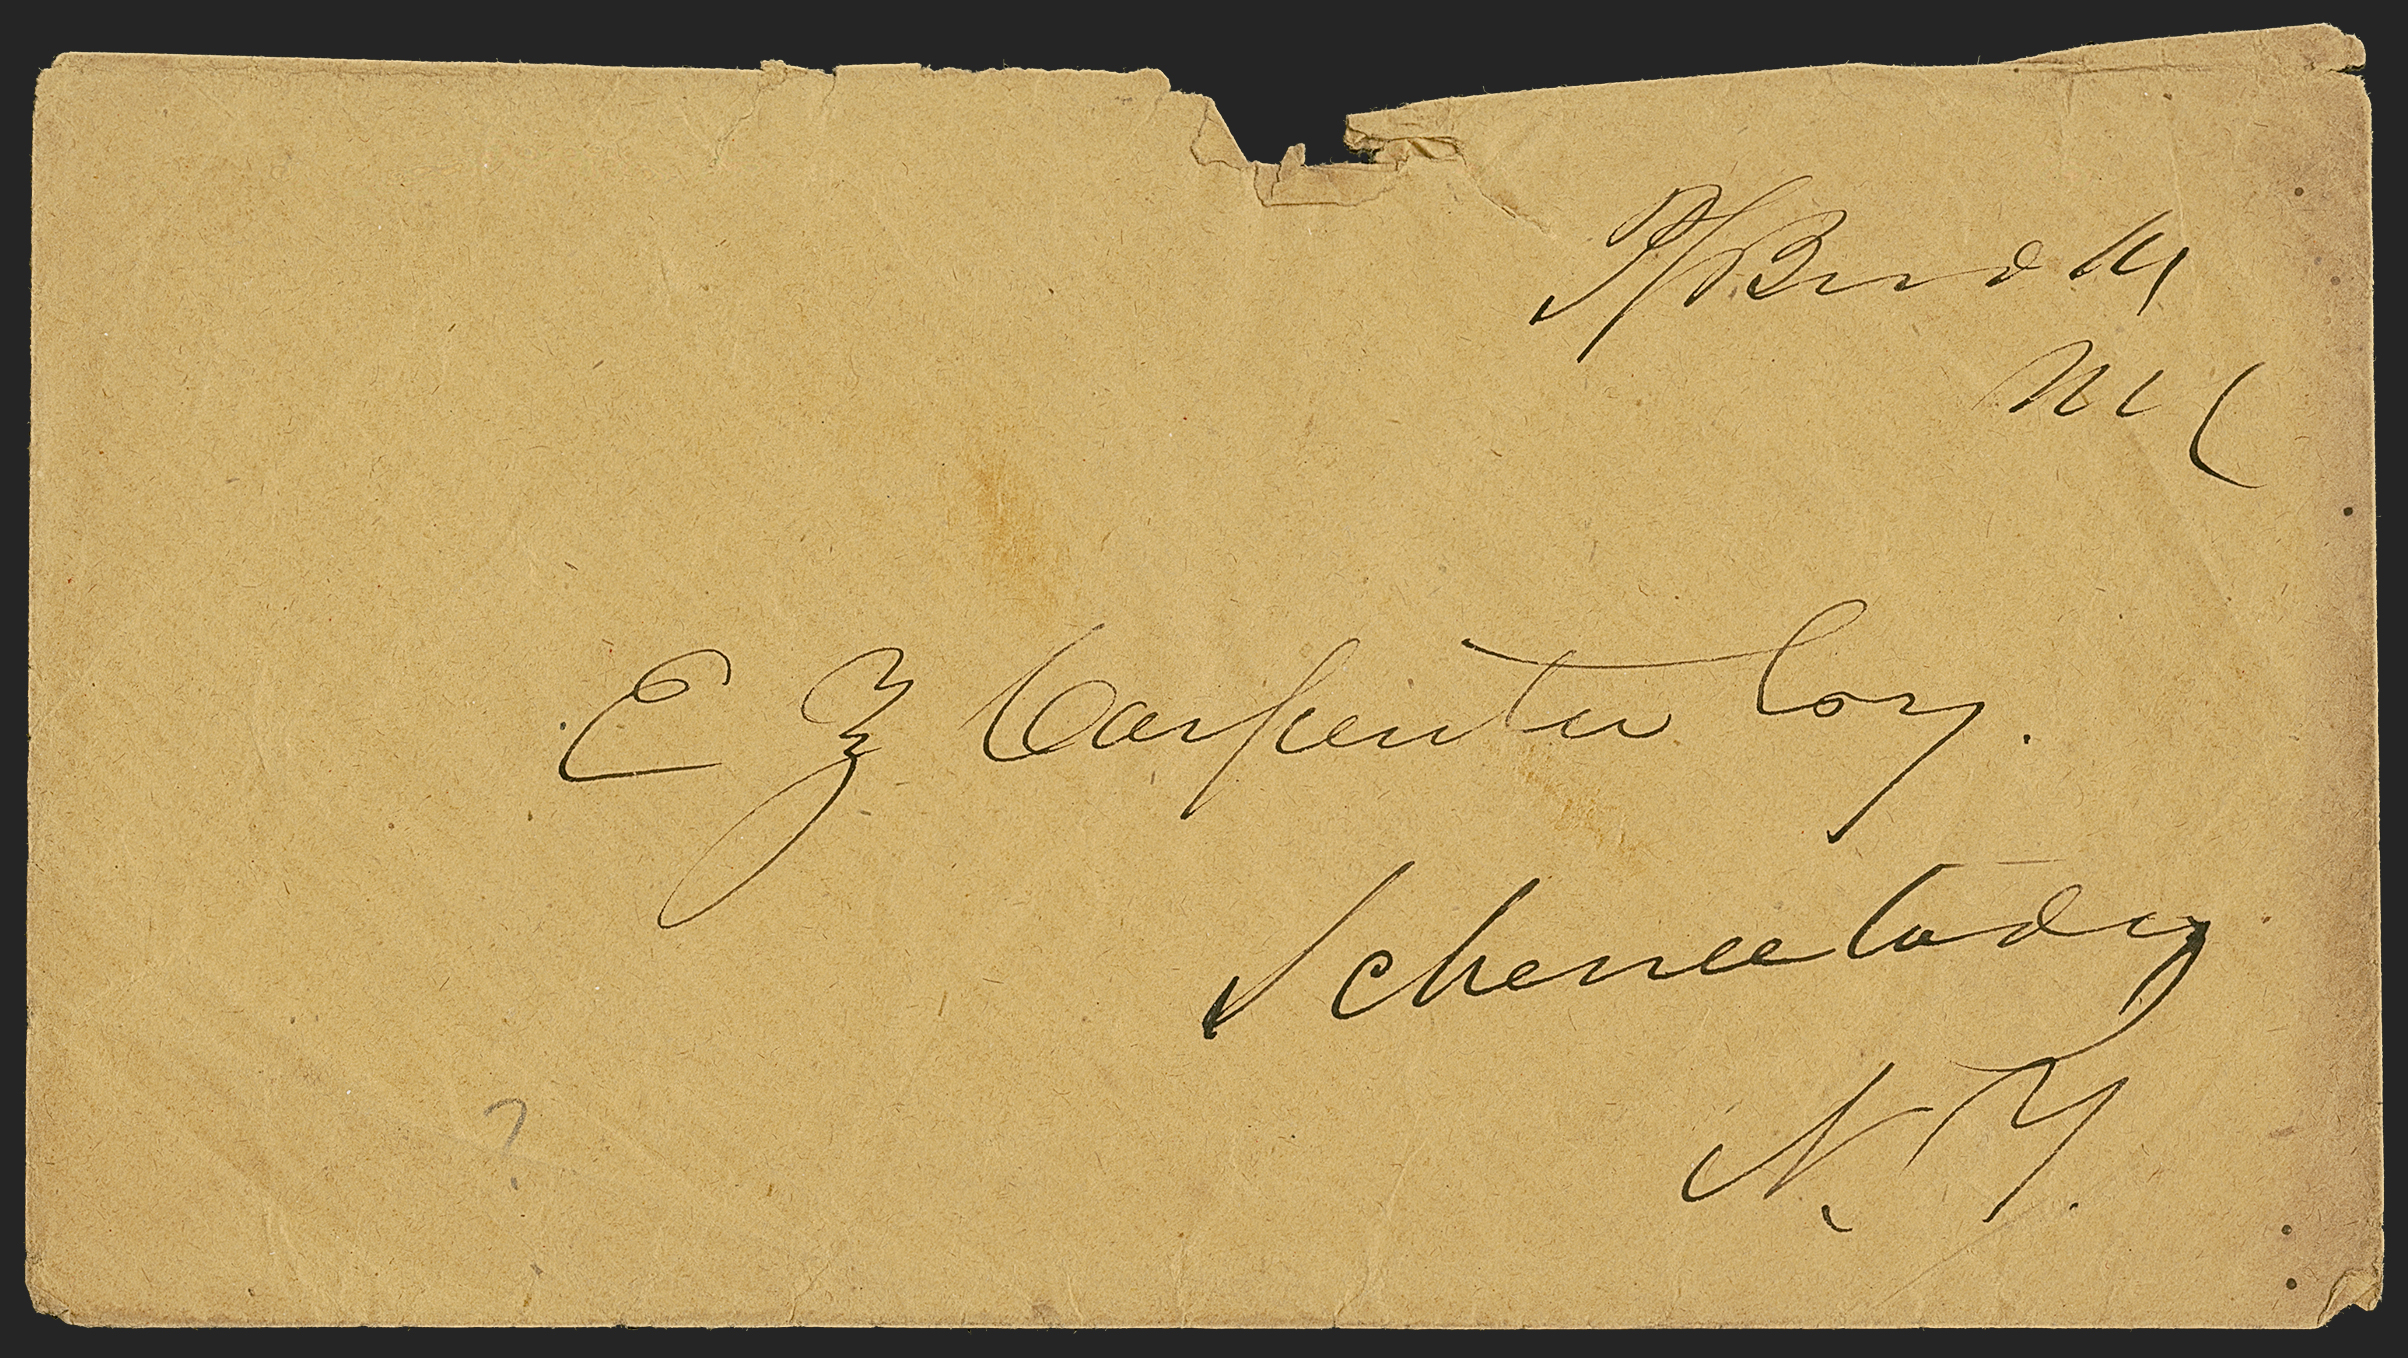 M C
E Z Carpenter Esq.
Schenectady
N. Y.
?